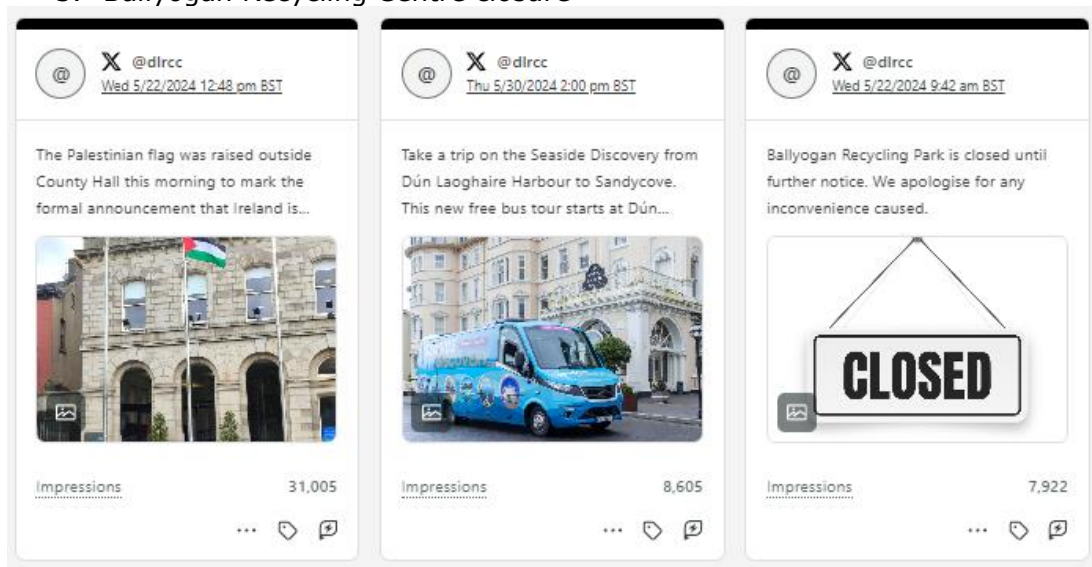 @
X @dlrcc
Wed 5/22/2024 12:48 pm BST
The Palestinian flag was raised outside
County Hall this morning to mark the
formal announcement that Ireland is...
Impressions 31,005
@
X @dlrcc
Thu 5/30/2024 2:00 pm BST
Take a trip on the Seaside Discovery from
Dún Laoghaire Harbour to Sandycove.
This new free bus tour starts at Dún...
Impressions 8,605
@
X @dlrcc
Wed 5/22/2024 9:42 am BST
Ballyogan Recycling Park is closed until
further notice. We apologise for any
inconvenience caused.
CLOSED
Impressions 7,922